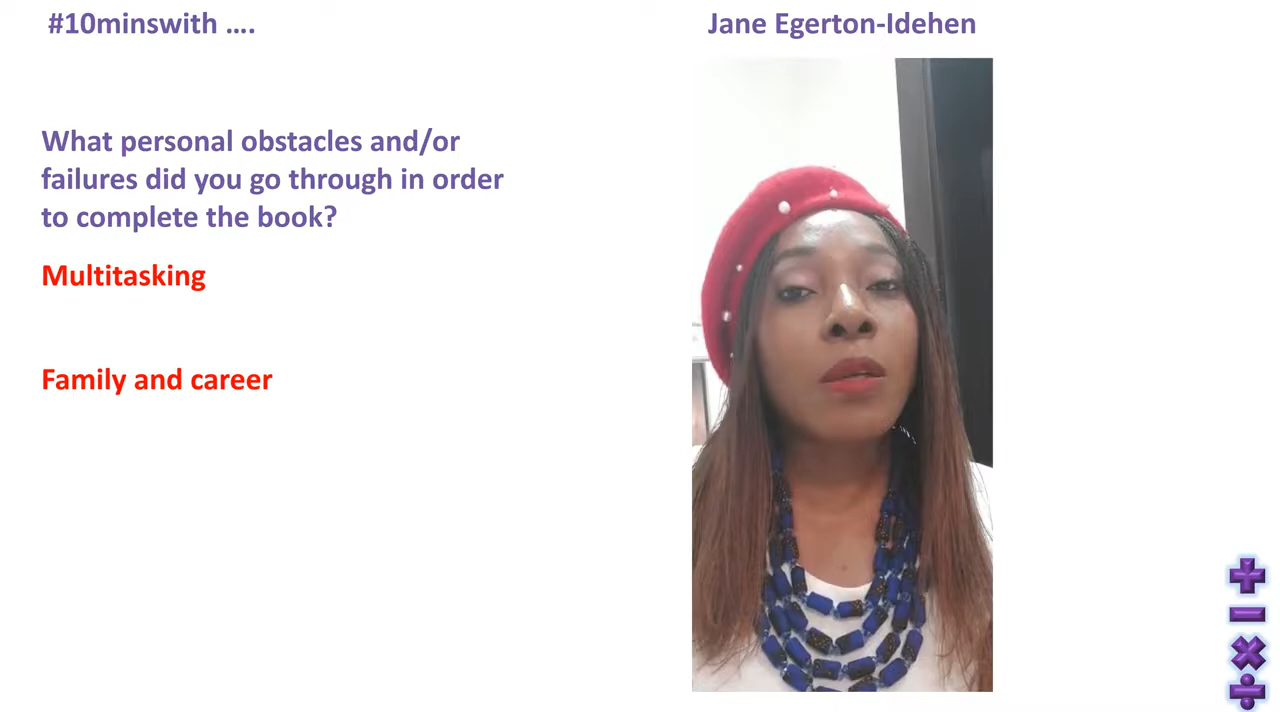 #10minswith ….
Jane Egerton-Idehen
What personal obstacles and/or
failures did you go through in order
to complete the book?
Multitasking
Family and career